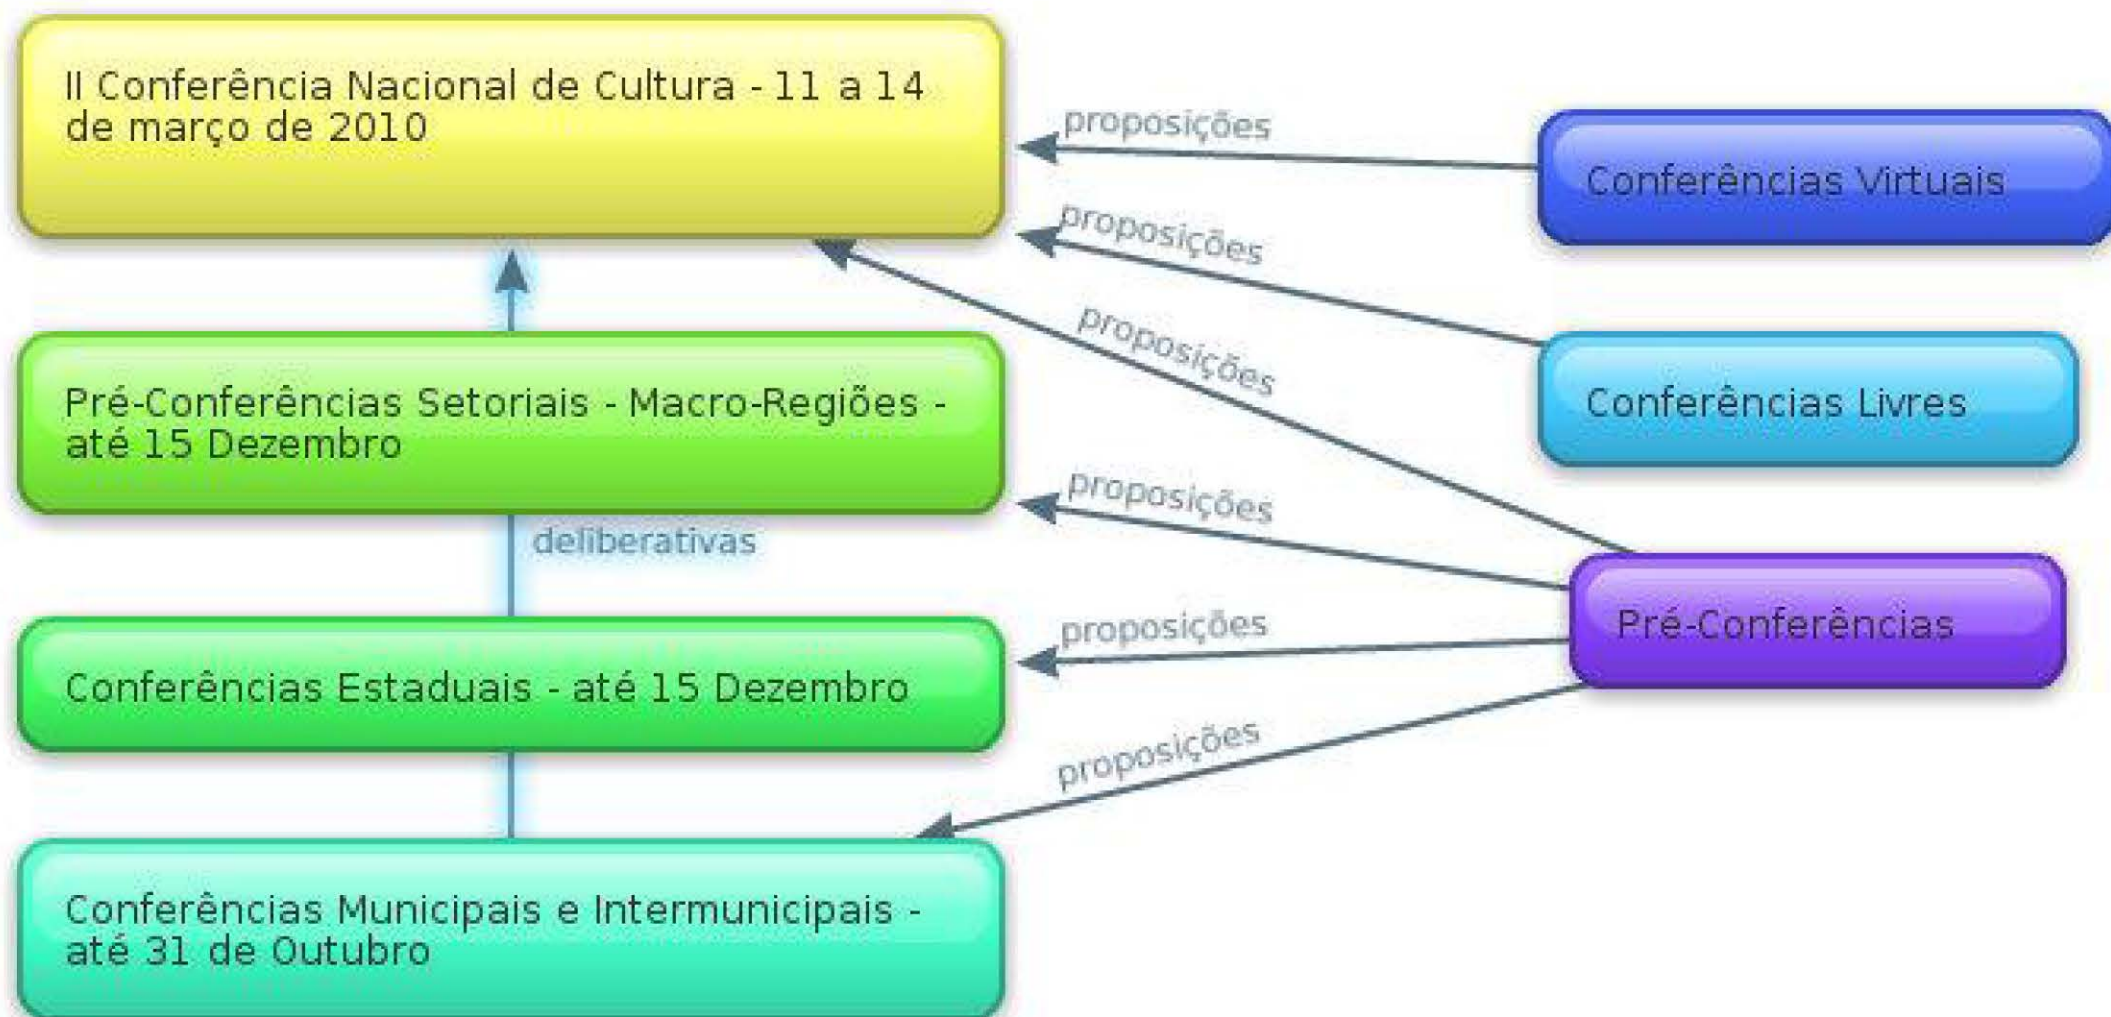 II Conferência Nacional de Cultura - 11 a 14
de março de 2010
proposições
Conferências Virtuais
proposições
proposições
Pré-Conferências Setoriais - Macro-Regiões -
até 15 Dezembro
Conferências Livres
proposições
deliberativas
proposições
Pré-Conferências
Conferências Estaduais - até 15 Dezembro
proposições
Conferências Municipais e Intermunicipais -
até 31 de Outubro